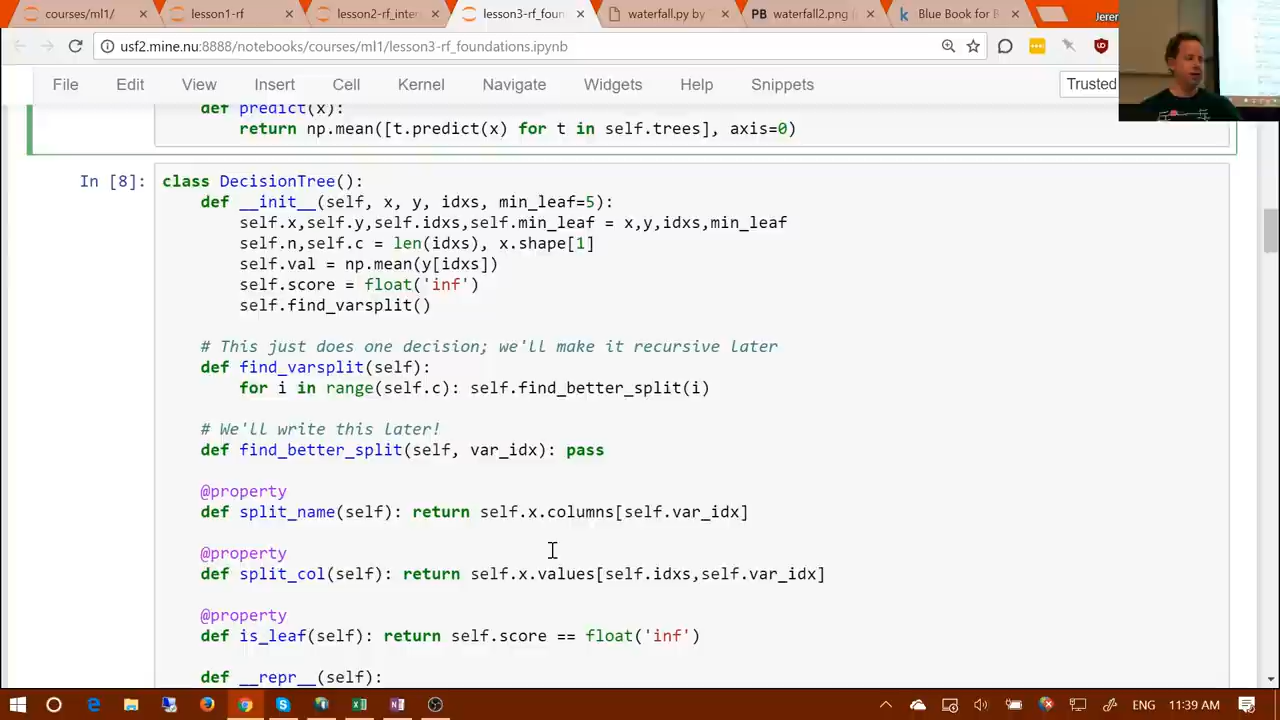 courses/ml1/
lesson1-rf
lesson2-rf_inter
lesson3-rf_foun
waterfall.py by
PB waterfall2.png (
k Blue Book for B
Jerem
usf2.mine.nu:8888/notebooks/courses/ml1/lesson3-rf_foundations.ipynb
File Edit View Insert Cell Kernel Navigate Widgets Help Snippets
Trusted
def predict(x):
return np.mean([t.predict(x) for t in self.trees], axis=0)
In [8]:
class DecisionTree():
def __init__(self, x, y, idxs, min_leaf=5):
self.x,self.y,self.idxs,self.min_leaf = x,y,idxs,min_leaf
self.n,self.c = len(idxs), x.shape[1]
self.val = np.mean(y[idxs])
self.score = float('inf')
self.find_varsplit()
# This just does one decision; we'll make it recursive later
def find_varsplit(self):
for i in range(self.c): self.find_better_split(i)
# We'll write this later!
def find_better_split(self, var_idx): pass
@property
def split_name(self): return self.x.columns[self.var_idx]
@property
def split_col(self): return self.x.values[self.idxs,self.var_idx]
@property
def is_leaf(self): return self.score == float('inf')
def __repr__(self):
ENG 11:39 AM